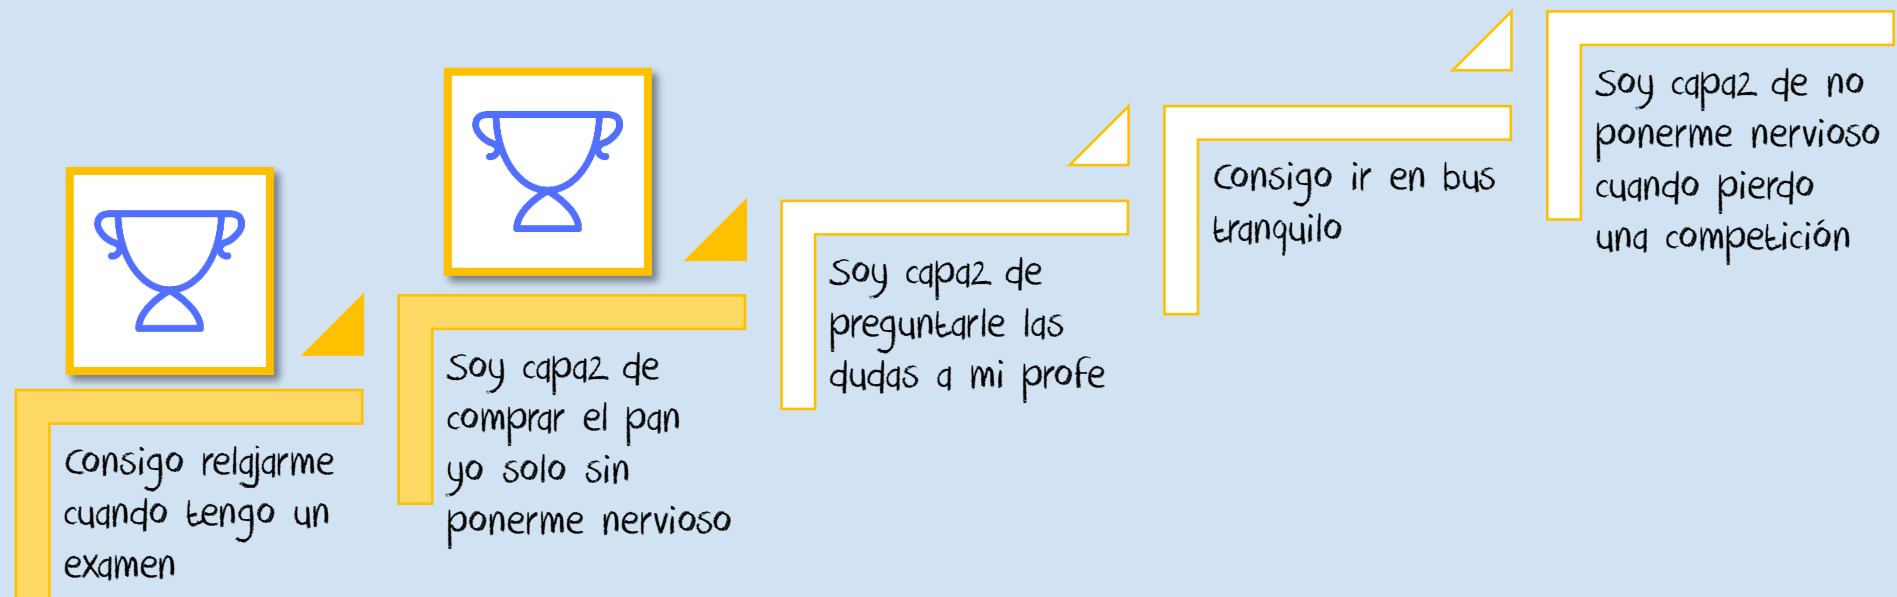 Consigo relajarme
cuando tengo un
examen
Soy capaz de
comprar el pan
yo solo sin
ponerme nervioso
Soy capaz de
preguntarle las
dudas a mi profe
Consigo ir en bus
tranquilo
Soy capaz de no
ponerme nervioso
cuando pierdo
una competición